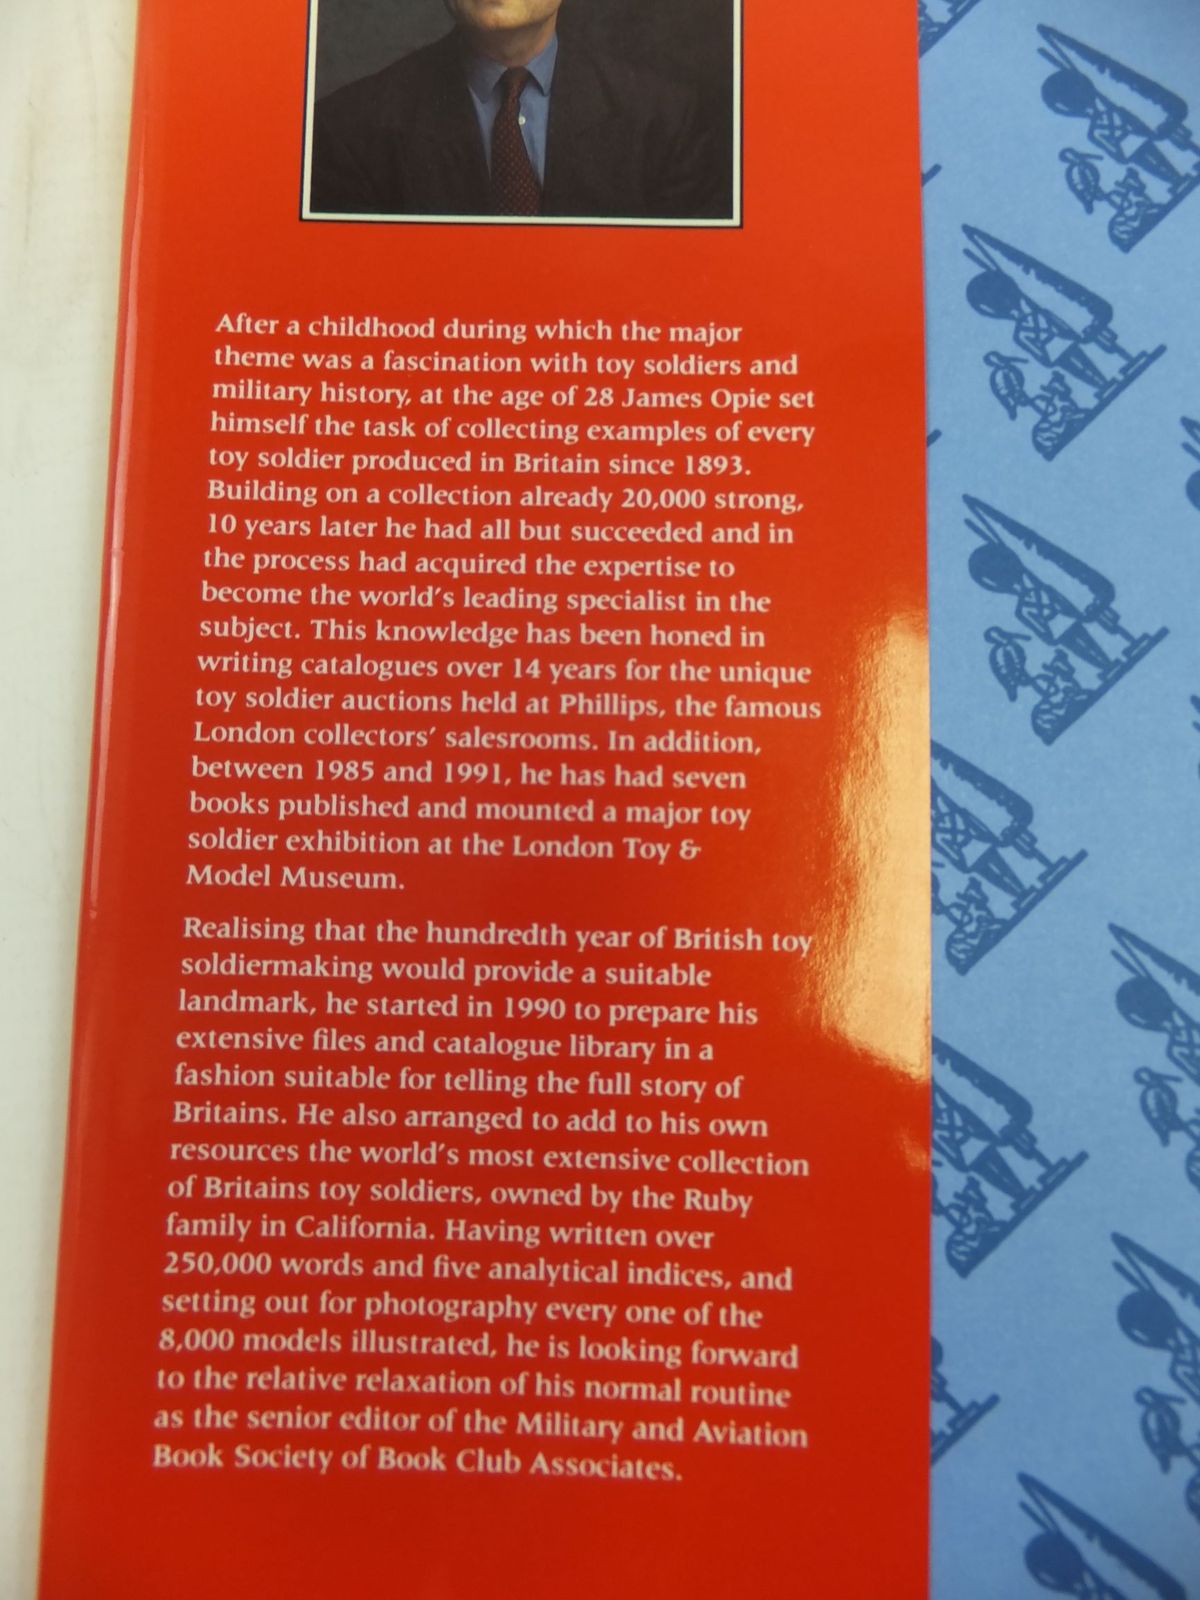 After a childhood during which the major
theme was a fascination with toy soldiers and
military history, at the age of 28 James Opie set
himself the task of collecting examples of every
toy soldier produced in Britain since 1893.
Building on a collection already 20,000 strong,
10 years later he had all but succeeded and in
the process had acquired the expertise to
become the world's leading specialist in the
subject. This knowledge has been honed in
writing catalogues over 14 years for the unique
toy soldier auctions held at Phillips, the famous
London collectors' salesrooms. In addition,
between 1985 and 1991, he has had seven
books published and mounted a major toy
soldier exhibition at the London Toy &
Model Museum.
Realising that the hundredth year of British toy
soldiermaking would provide a suitable
landmark, he started in 1990 to prepare his
extensive files and catalogue library in a
fashion suitable for telling the full story of
Britains. He also arranged to add to his own
resources the world's most extensive collection
of Britains toy soldiers, owned by the Ruby
family in California. Having written over
250,000 words and five analytical indices, and
setting out for photography every one of the
8,000 models illustrated, he is looking forward
to the relative relaxation of his normal routine
as the senior editor of the Military and Aviation
Book Society of Book Club Associates.